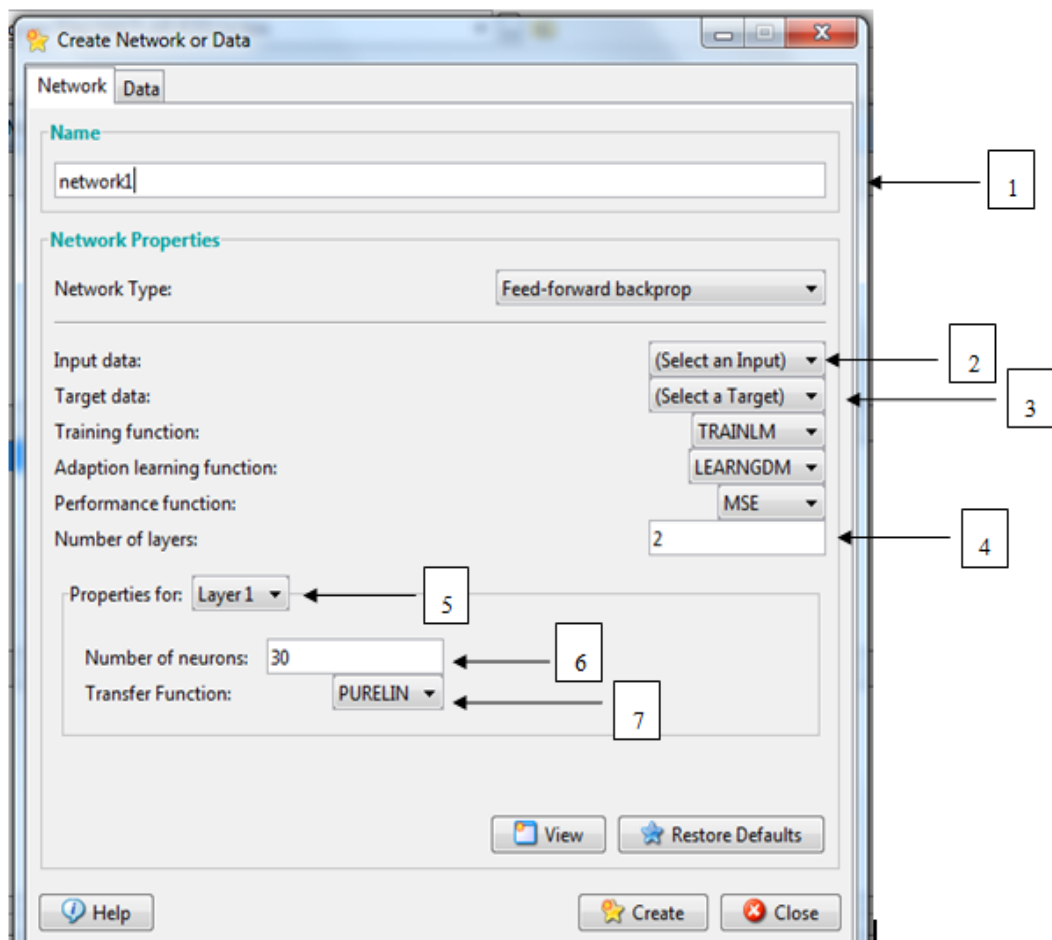 Create Network or Data
Network Data
Name
network1
1
Network Properties
Network Type: Feed-forward backprop
Input data: (Select an Input)
2
Target data: (Select a Target)
3
Training function: TRAINLM
Adaption learning function: LEARNGDM
Performance function: MSE
Number of layers: 2
4
Properties for: Layer 1
5
Number of neurons: 30
6
Transfer Function: PURELIN
7
View Restore Defaults
Help Create Close